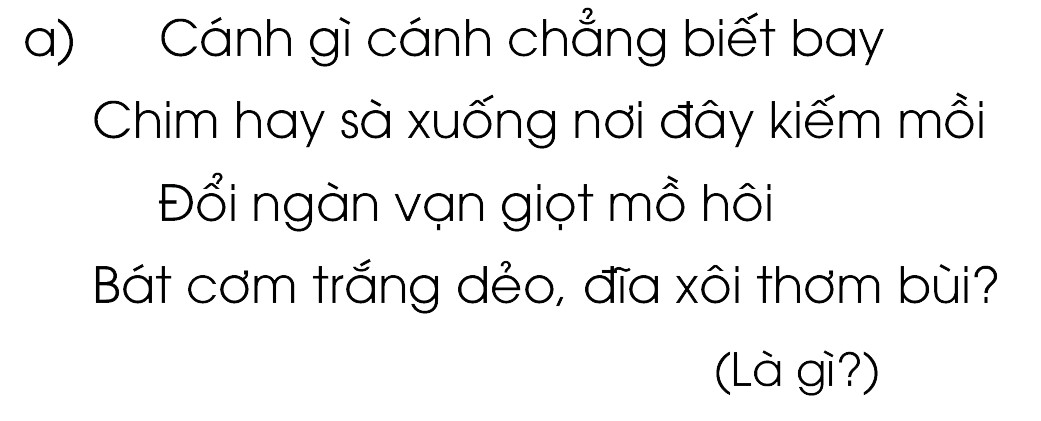 a) Cánh gì cánh chẳng biết bay
Chim hay sà xuống nơi đây kiếm mồi
Đổi ngàn vạn giọt mồ hôi
Bát cơm trắng dẻo, đĩa xôi thơm bùi?
(Là gì?)